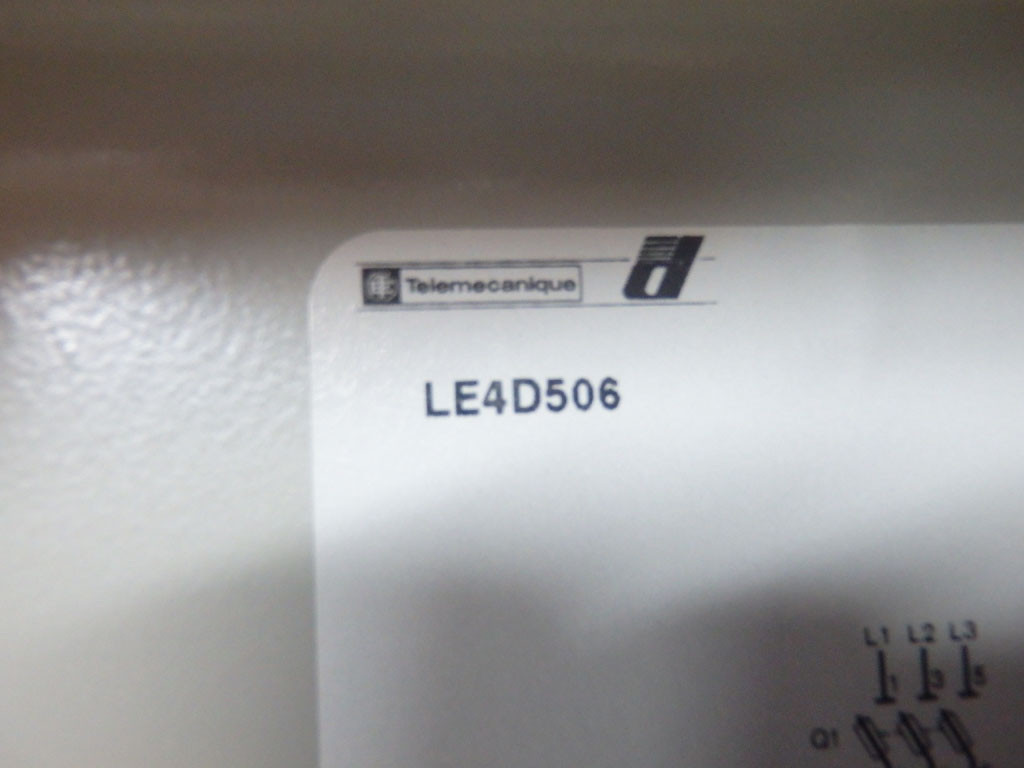 Telemecanique d
LE4D506
L1 L2 L3
1 3 5
Q1